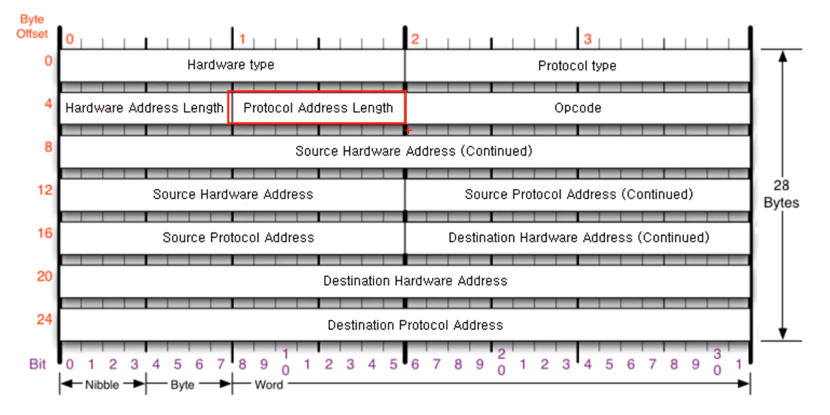 Byte
Offset
0 1 2 3
0 Hardware type Protocol type
4 Hardware Address Length Protocol Address Length Opcode
8 Source Hardware Address (Continued)
12 Source Hardware Address Source Protocol Address (Continued)
28
Bytes
16 Source Protocol Address Destination Hardware Address (Continued)
20 Destination Hardware Address
24 Destination Protocol Address
Bit 0 1 2 3 4 5 6 7 8 9 10 1 2 3 4 5 6 7 8 9 20 1 2 3 4 5 6 7 8 9 30 1
Nibble Byte Word